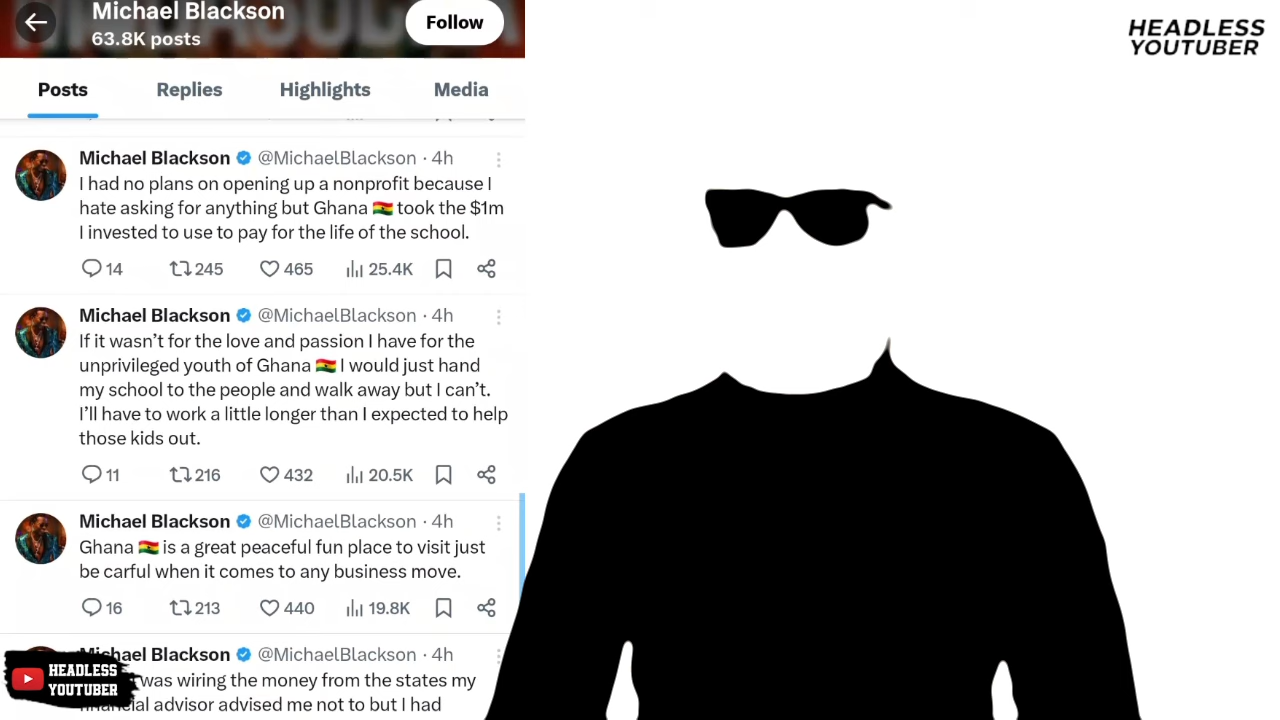 Michael Blackson
63.8K posts
Follow
HEADLESS
YOUTUBER
Posts Replies Highlights Media
Michael Blackson @MichaelBlackson · 4h
I had no plans on opening up a nonprofit because I
hate asking for anything but Ghana 🇬🇭 took the $1m
I invested to use to pay for the life of the school.
14 245 465 25.4K
Michael Blackson @MichaelBlackson · 4h
If it wasn’t for the love and passion I have for the
unprivileged youth of Ghana 🇬🇭 I would just hand
my school to the people and walk away but I can’t.
I’ll have to work a little longer than I expected to help
those kids out.
11 216 432 20.5K
Michael Blackson @MichaelBlackson · 4h
Ghana 🇬🇭 is a great peaceful fun place to visit just
be carful when it comes to any business move.
16 213 440 19.8K
Michael Blackson @MichaelBlackson · 4h
was wiring the money from the states my
financial advisor advised me not to but I had
HEADLESS
YOUTUBER